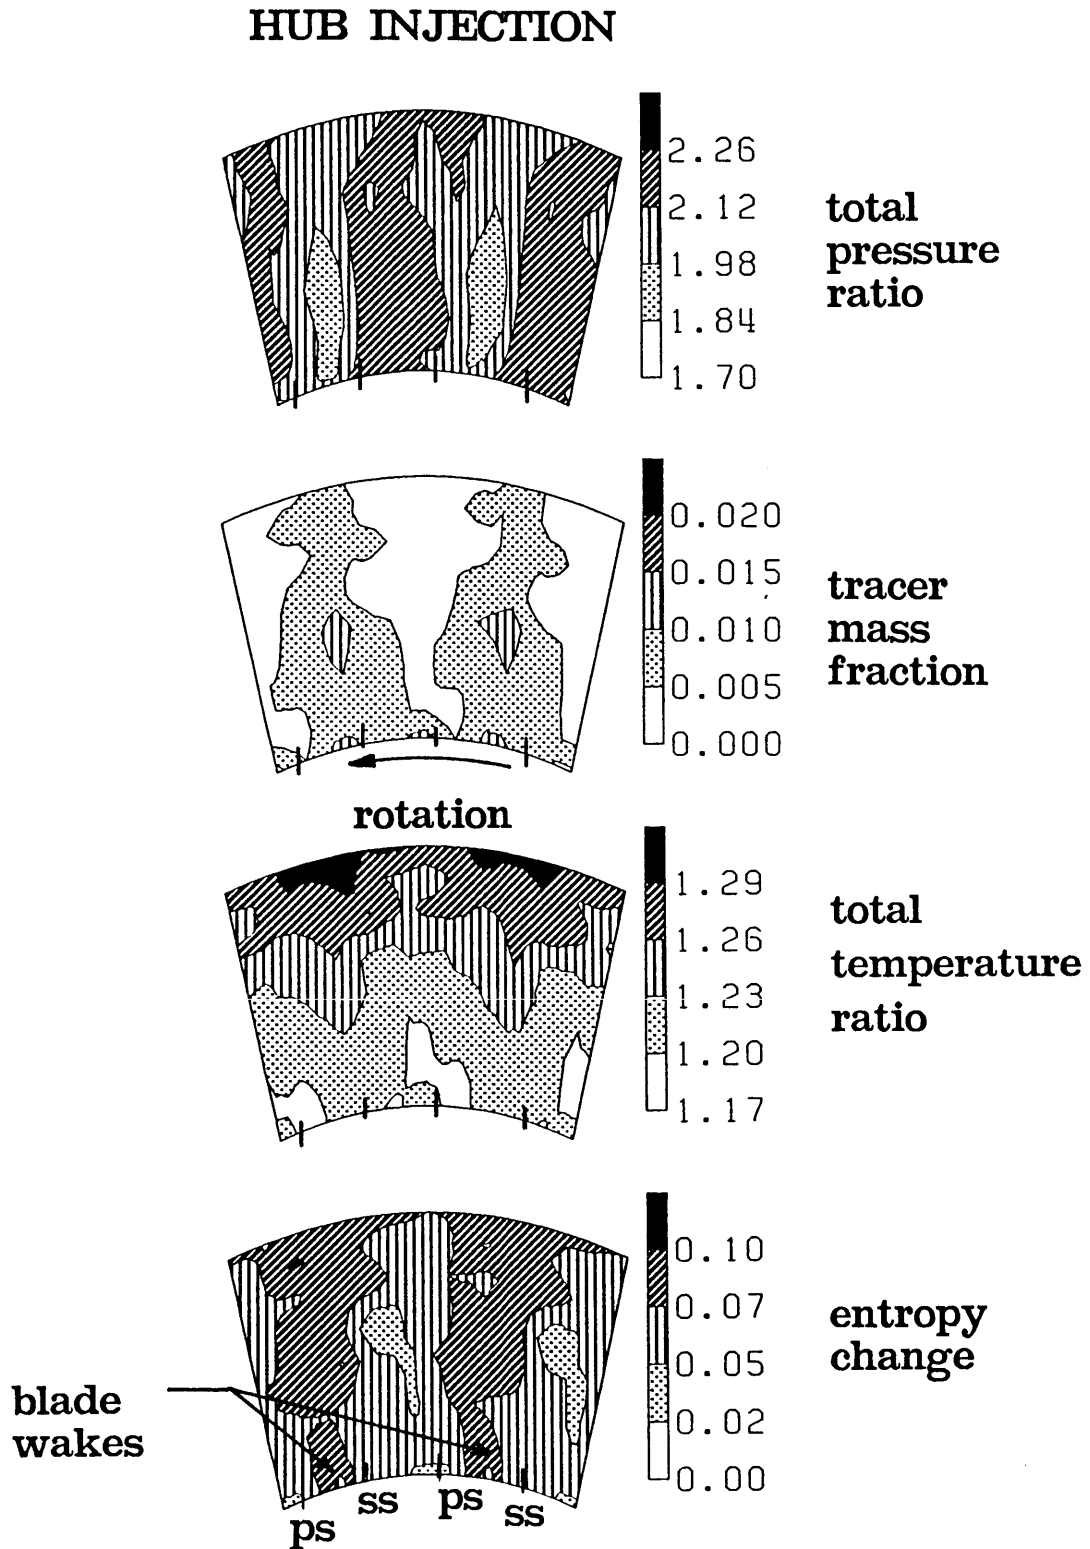 HUB INJECTION
2.26
2.12
1.98
1.84
1.70
total
pressure
ratio
0.020
0.015
0.010
0.005
0.000
tracer
mass
fraction
rotation
1.29
1.26
1.23
1.20
1.17
total
temperature
ratio
0.10
0.07
0.05
0.02
0.00
entropy
change
blade
wakes
ps
ss
ps
ss